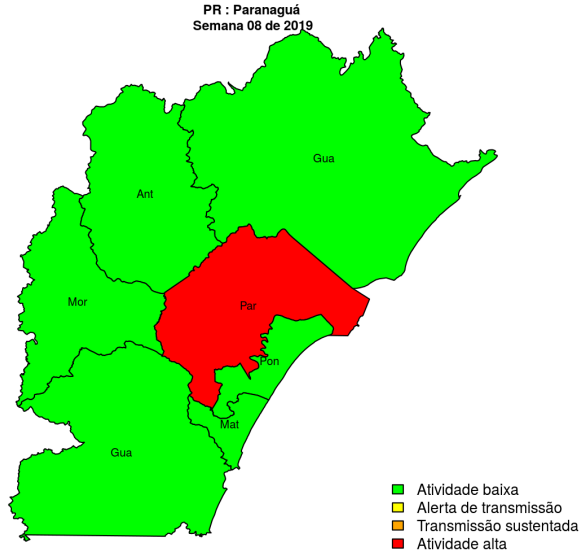 PR : Paranaguá
Semana 08 de 2019
Gua
Ant
Mor
Par
Pon
Mat
Gua
Atividade baixa
Alerta de transmissão
Transmissão sustentada
Atividade alta